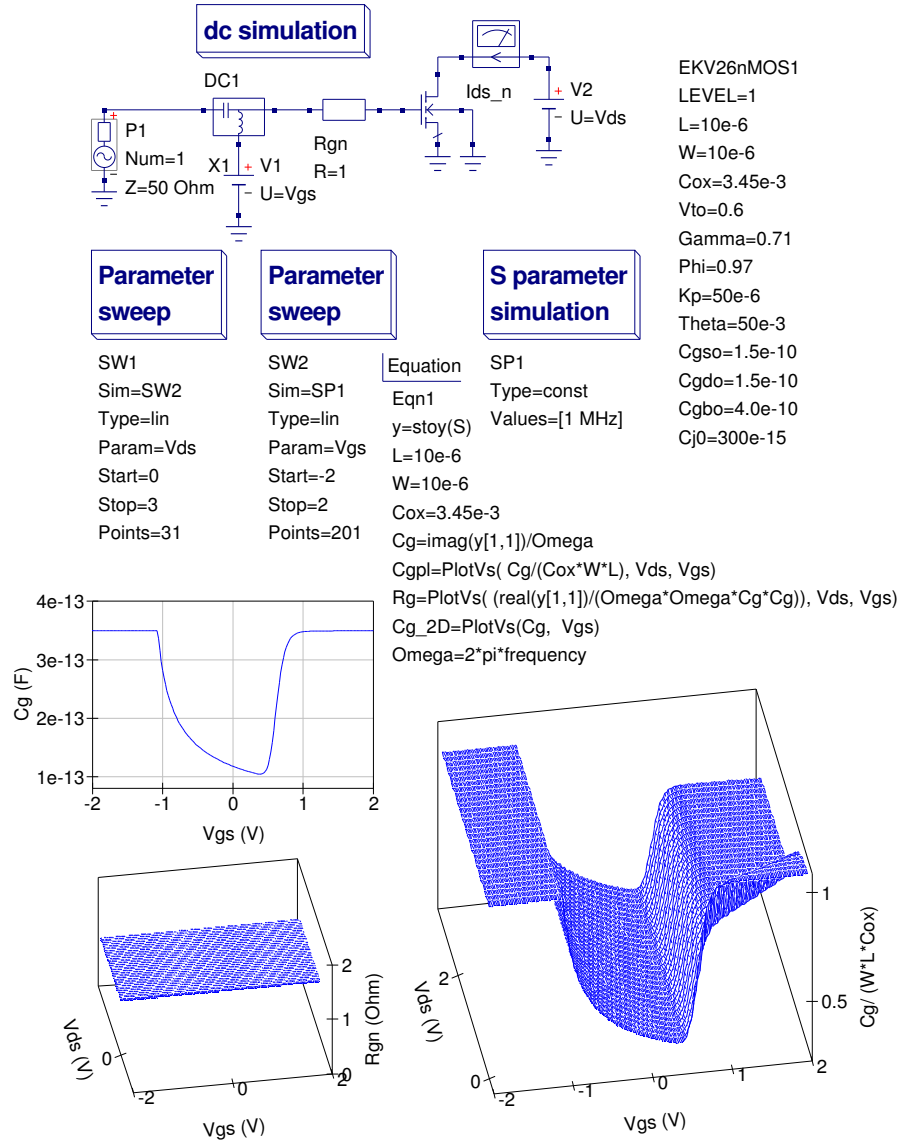 dc simulation
DC1
P1
Num=1
Z=50 Ohm
X1
V1
U=Vgs
Rgn
R=1
Ids_n
V2
U=Vds
EKV26nMOS1
LEVEL=1
L=10e-6
W=10e-6
Cox=3.45e-3
Vto=0.6
Gamma=0.71
Phi=0.97
Kp=50e-6
Theta=50e-3
Cgso=1.5e-10
Cgdo=1.5e-10
Cgbo=4.0e-10
Cj0=300e-15
Parameter
sweep
SW1
Sim=SW2
Type=lin
Param=Vds
Start=0
Stop=3
Points=31
Parameter
sweep
SW2
Sim=SP1
Type=lin
Param=Vgs
Start=-2
Stop=2
Points=201
S parameter
simulation
SP1
Type=const
Values=[1 MHz]
Equation
Eqn1
y=stoy(S)
L=10e-6
W=10e-6
Cox=3.45e-3
Cg=imag(y[1,1])/Omega
Cgpl=PlotVs( Cg/(Cox*W*L), Vds, Vgs)
Rg=PlotVs( (real(y[1,1])/(Omega*Omega*Cg*Cg)), Vds, Vgs)
Cg_2D=PlotVs(Cg, Vgs)
Omega=2*pi*frequency
4e-13
3e-13
2e-13
1e-13
Cg (F)
-2
-1
0
1
2
Vgs (V)
2
1
0
Rgn (Ohm)
0
Vds (V)
-2
0
2
Vgs (V)
1
0.5
Cg/ (W*L*Cox)
2
0
Vds (V)
-2
-1
0
1
2
Vgs (V)